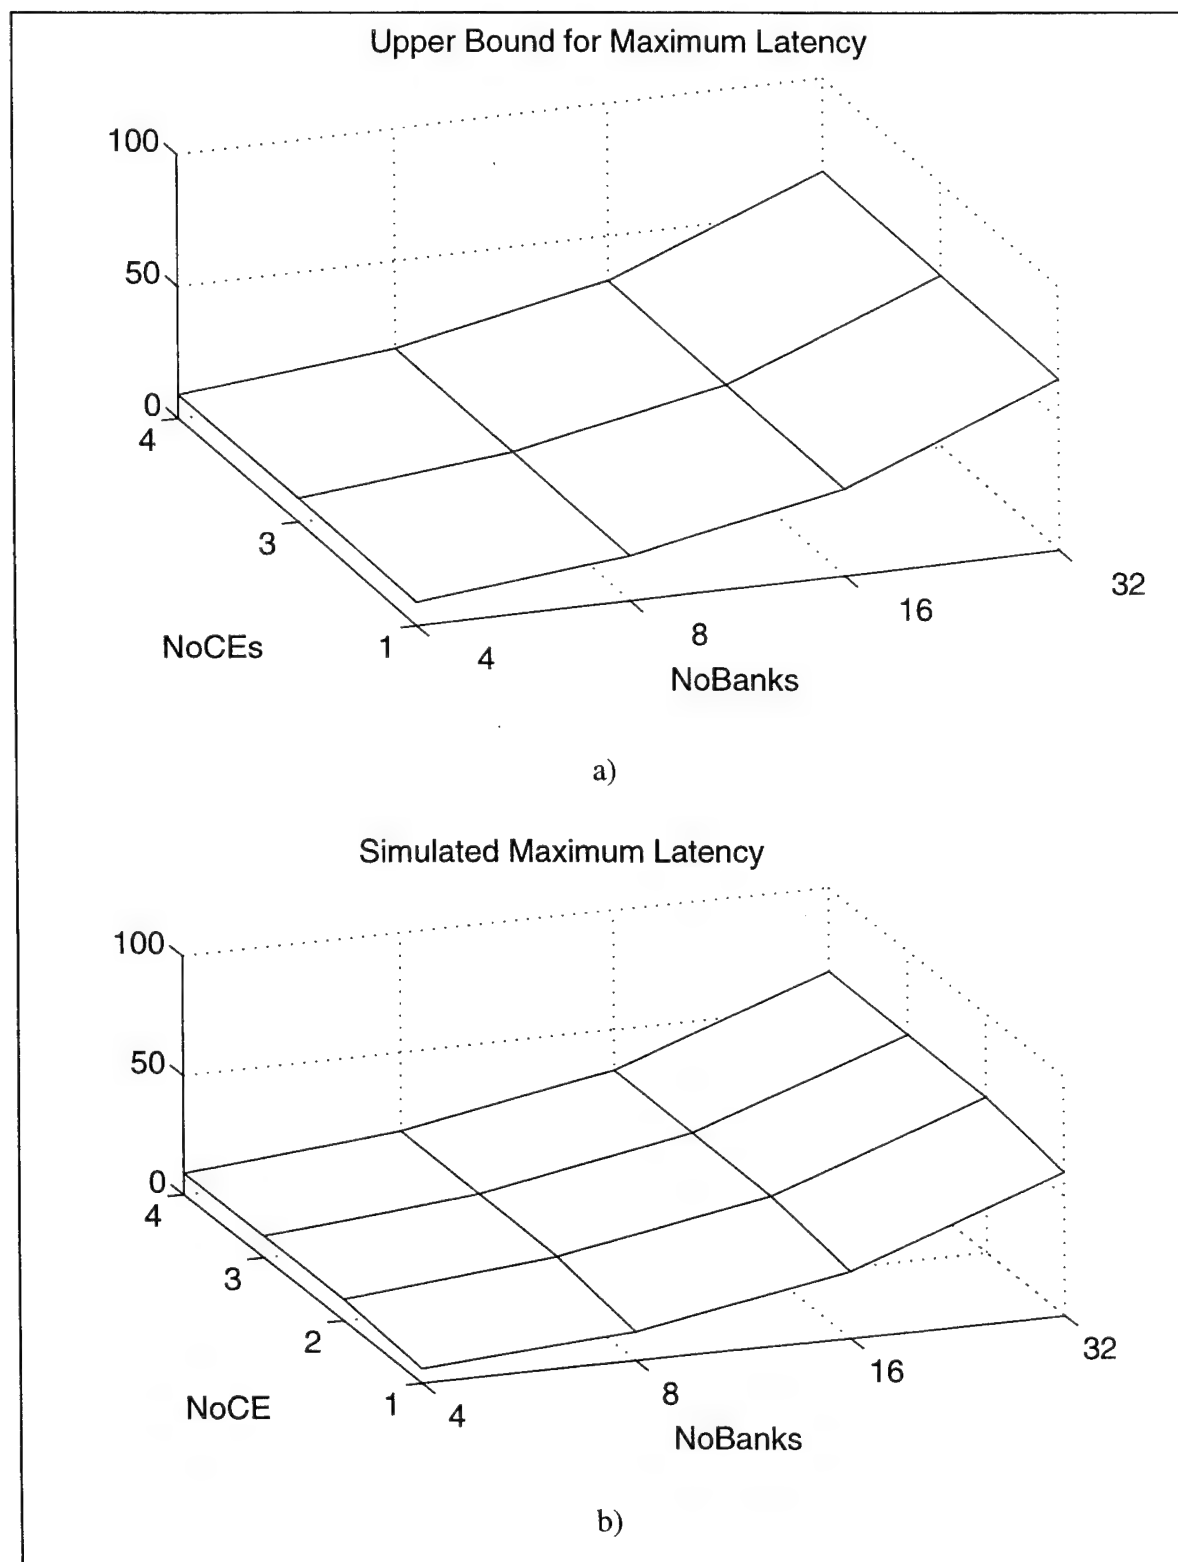 Upper Bound for Maximum Latency
100
50
0
4
3
1
4
8
16
32
NoCEs
NoBanks
a)
Simulated Maximum Latency
100
50
0
4
3
2
1
4
8
16
32
NoCE
NoBanks
b)